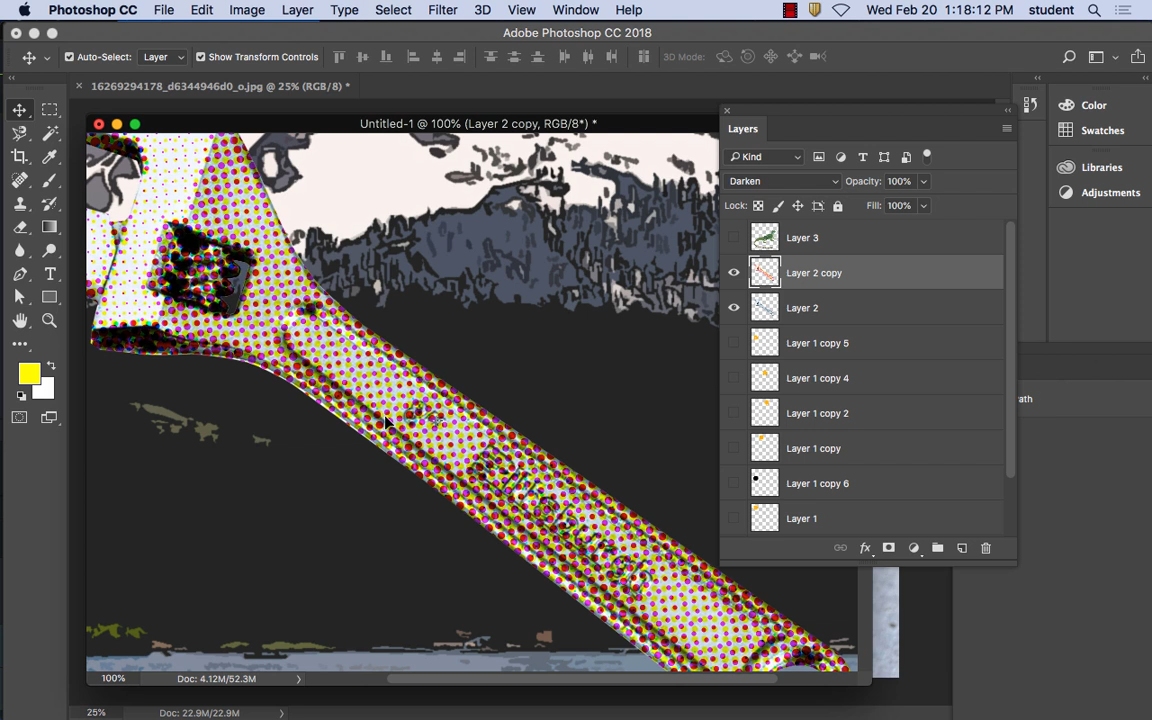 Photoshop CC File Edit Image Layer Type Select Filter 3D View Window Help Wed Feb 20 1:18:12 PM student
Adobe Photoshop CC 2018
Auto-Select: Layer Show Transform Controls 3D Mode:
16269294178_d6344946d0_o.jpg @ 25% (RGB/8) *
Untitled-1 @ 100% (Layer 2 copy, RGB/8*) *
Layers
Kind
Darken Opacity: 100%
Lock: Fill: 100%
Layer 3
Layer 2 copy
Layer 2
Layer 1 copy 5
Layer 1 copy 4
Layer 1 copy 2
Layer 1 copy
Layer 1 copy 6
Layer 1
fx
Color
Swatches
Libraries
Adjustments
ath
100% Doc: 4.12M/52.3M
25% Doc: 22.9M/22.9M